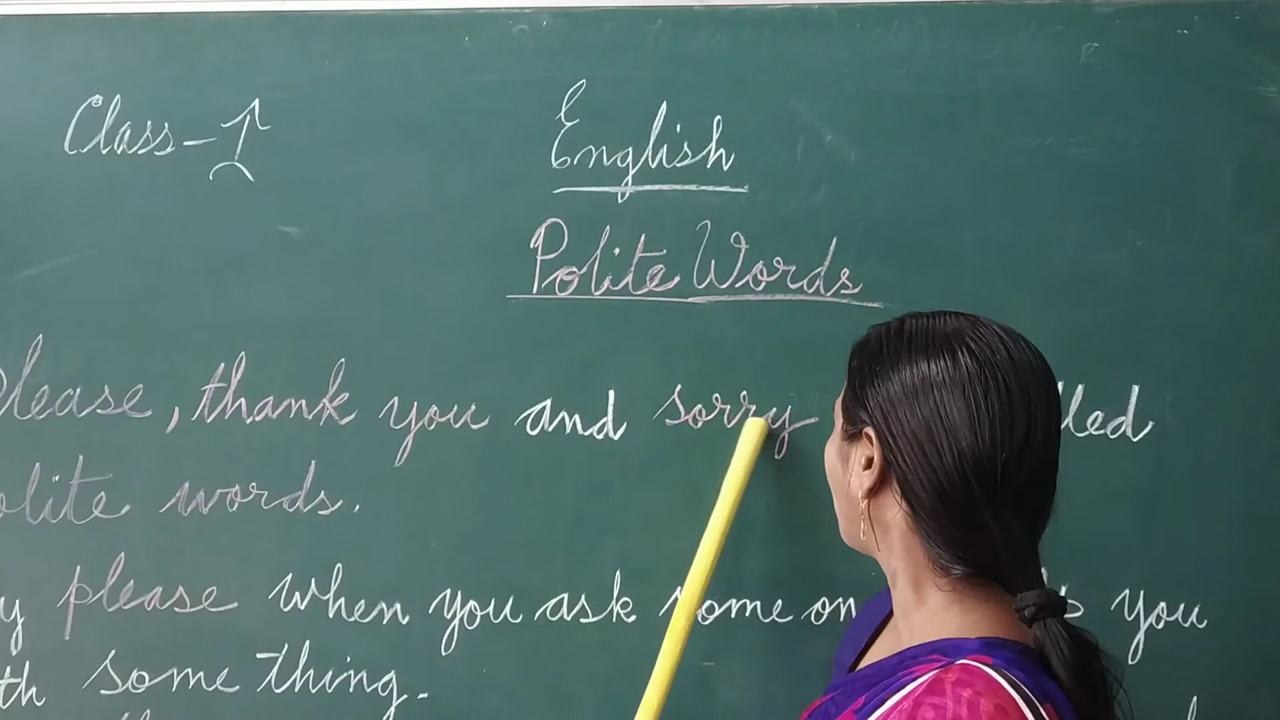 Class-I
English
Polite Words
Please, thank you and sorry lled
olite words.
y please when you ask some on you
th some thing.